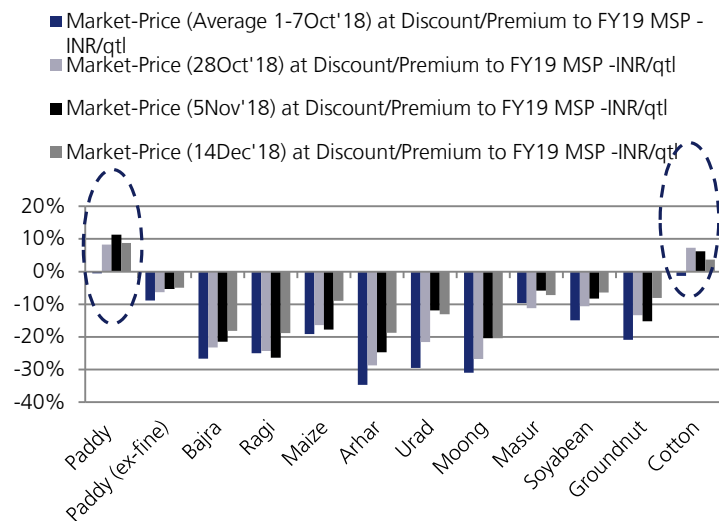 Market-Price (Average 1-7Oct'18) at Discount/Premium to FY19 MSP -
INR/qtl
Market-Price (28Oct'18) at Discount/Premium to FY19 MSP -INR/qtl
Market-Price (5Nov'18) at Discount/Premium to FY19 MSP -INR/qtl
Market-Price (14Dec'18) at Discount/Premium to FY19 MSP -INR/qtl
20%
10%
0%
-10%
-20%
-30%
-40%
Paddy
Paddy (ex-fine)
Bajra
Ragi
Maize
Arhar
Urad
Moong
Masur
Soyabean
Groundnut
Cotton